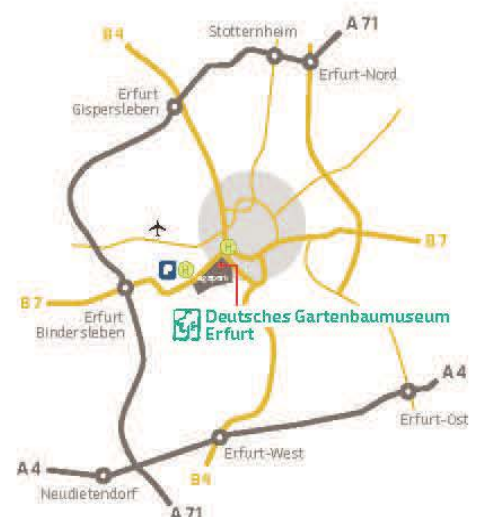 A 71
B4
Stotternheim
Erfurt-Nord
Erfurt
Gispersleben
H
B7
P
H
B7
Erfurt
Bindersleben
Deutsches Gartenbaumuseum
Erfurt
A4
Erfurt-Ost
Erfurt-West
A4
B4
Neudietendorf
A 71